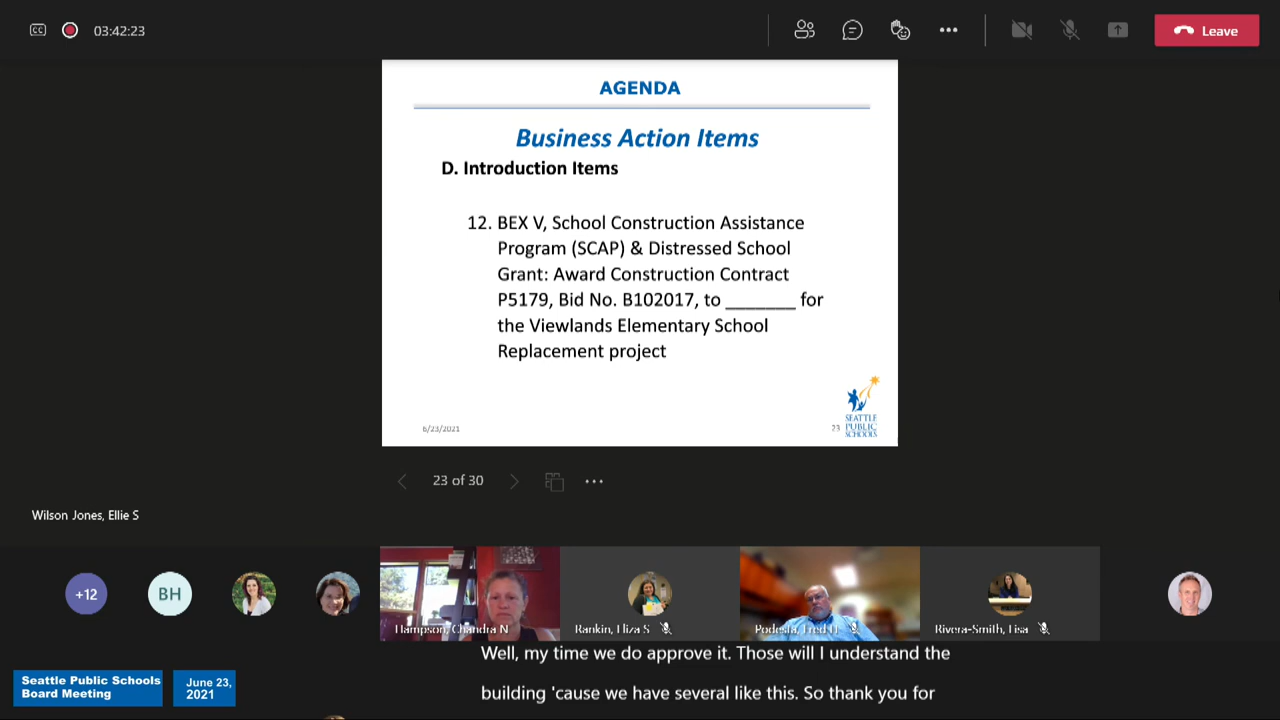 CC
03:42:23
Leave
AGENDA
Business Action Items
D. Introduction Items
12. BEX V, School Construction Assistance
Program (SCAP) & Distressed School
Grant: Award Construction Contract
P5179, Bid No. B102017, to _______ for
the Viewlands Elementary School
Replacement project
6/23/2021
23
SEATTLE
PUBLIC
SCHOOLS
23 of 30
Wilson Jones, Ellie S
+12
BH
Hampson, Chandra N
Rankin, Eliza S
Podesta, Fred H
Rivera-Smith, Lisa
Well, my time we do approve it. Those will I understand the
building 'cause we have several like this. So thank you for
Seattle Public Schools
Board Meeting
June 23,
2021